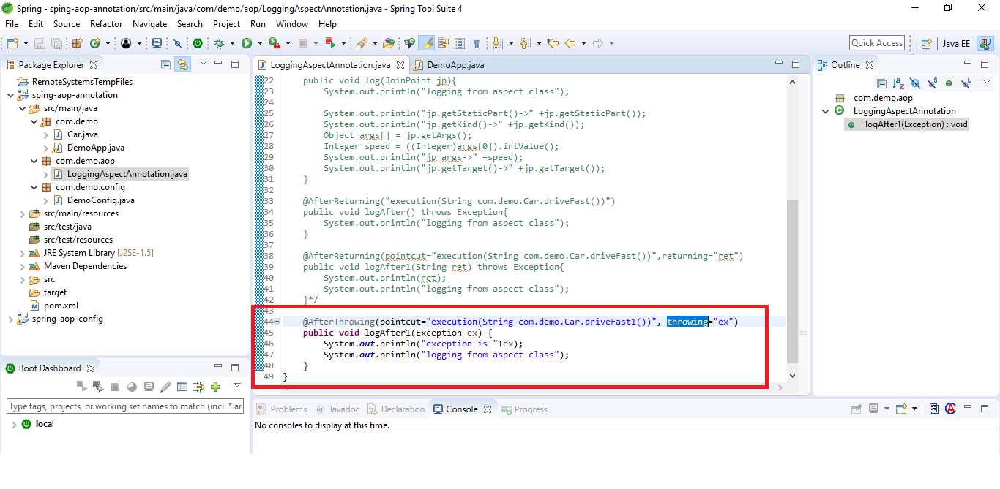 Spring - sping-aop-annotation/src/main/java/com/demo/aop/LoggingAspectAnnotation.java - Spring Tool Suite 4
File Edit Source Refactor Navigate Search Project Run Window Help
Quick Access
Java EE
Package Explorer
RemoteSystemsTempFiles
sping-aop-annotation
src/main/java
com.demo
Car.java
DemoApp.java
com.demo.aop
LoggingAspectAnnotation.java
com.demo.config
DemoConfig.java
src/main/resources
src/test/java
src/test/resources
JRE System Library [J2SE-1.5]
Maven Dependencies
src
target
pom.xml
spring-aop-config
Boot Dashboard
Type tags, projects, or working set names to match (incl. * ar
local
LoggingAspectAnnotation.java DemoApp.java
22 public void log(JoinPoint jp){
23 System.out.println("logging from aspect class");
24
25 System.out.println("jp.getStaticPart()->" +jp.getStaticPart());
26 System.out.println("jp.getKind()->" +jp.getKind());
27 Object args[] = jp.getArgs();
28 Integer speed = ((Integer)args[0]).intValue();
29 System.out.println("jp args->" +speed);
30 System.out.println("jp.getTarget()->" +jp.getTarget());
31 }
32
33 @AfterReturning("execution(String com.demo.Car.driveFast())")
34 public void logAfter() throws Exception{
35 System.out.println("logging from aspect class");
36 }
37
38 @AfterReturning(pointcut="execution(String com.demo.Car.driveFast())",returning="ret")
39 public void logAfter1(String ret) throws Exception{
40 System.out.println(ret);
41 System.out.println("logging from aspect class");
42 }*/
43
44 @AfterThrowing(pointcut="execution(String com.demo.Car.driveFast1())", throwing="ex")
45 public void logAfter1(Exception ex) {
46 System.out.println("exception is "+ex);
47 System.out.println("logging from aspect class");
48 }
49 }
Outline
com.demo.aop
LoggingAspectAnnotation
logAfter1(Exception) : void
Problems @ Javadoc Declaration Console Progress
No consoles to display at this time.